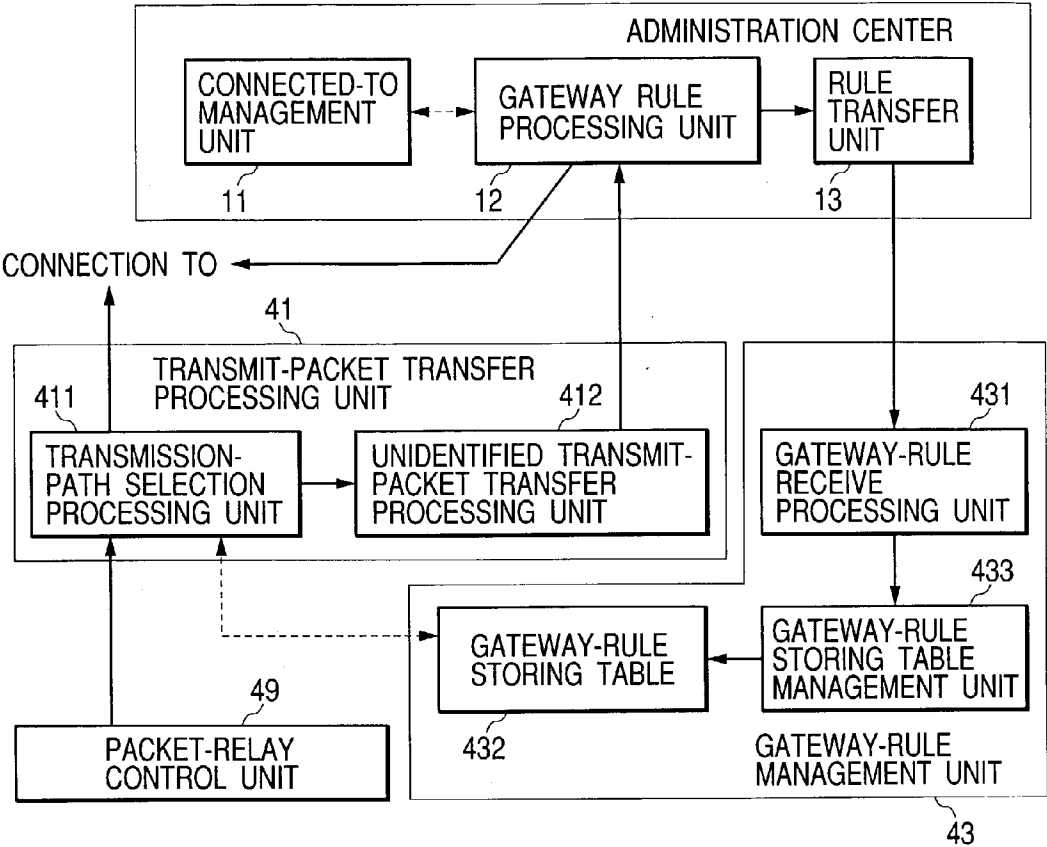 ADMINISTRATION CENTER
CONNECTED-TO
MANAGEMENT
UNIT
GATEWAY RULE
PROCESSING UNIT
RULE
TRANSFER
UNIT
11
12
13
CONNECTION TO
41
TRANSMIT-PACKET TRANSFER
PROCESSING UNIT
411
412
TRANSMISSION-
PATH SELECTION
PROCESSING UNIT
UNIDENTIFIED TRANSMIT-
PACKET TRANSFER
PROCESSING UNIT
431
GATEWAY-RULE
RECEIVE
PROCESSING UNIT
433
GATEWAY-RULE
STORING TABLE
GATEWAY-RULE
STORING TABLE
MANAGEMENT UNIT
432
49
PACKET-RELAY
CONTROL UNIT
GATEWAY-RULE
MANAGEMENT UNIT
43